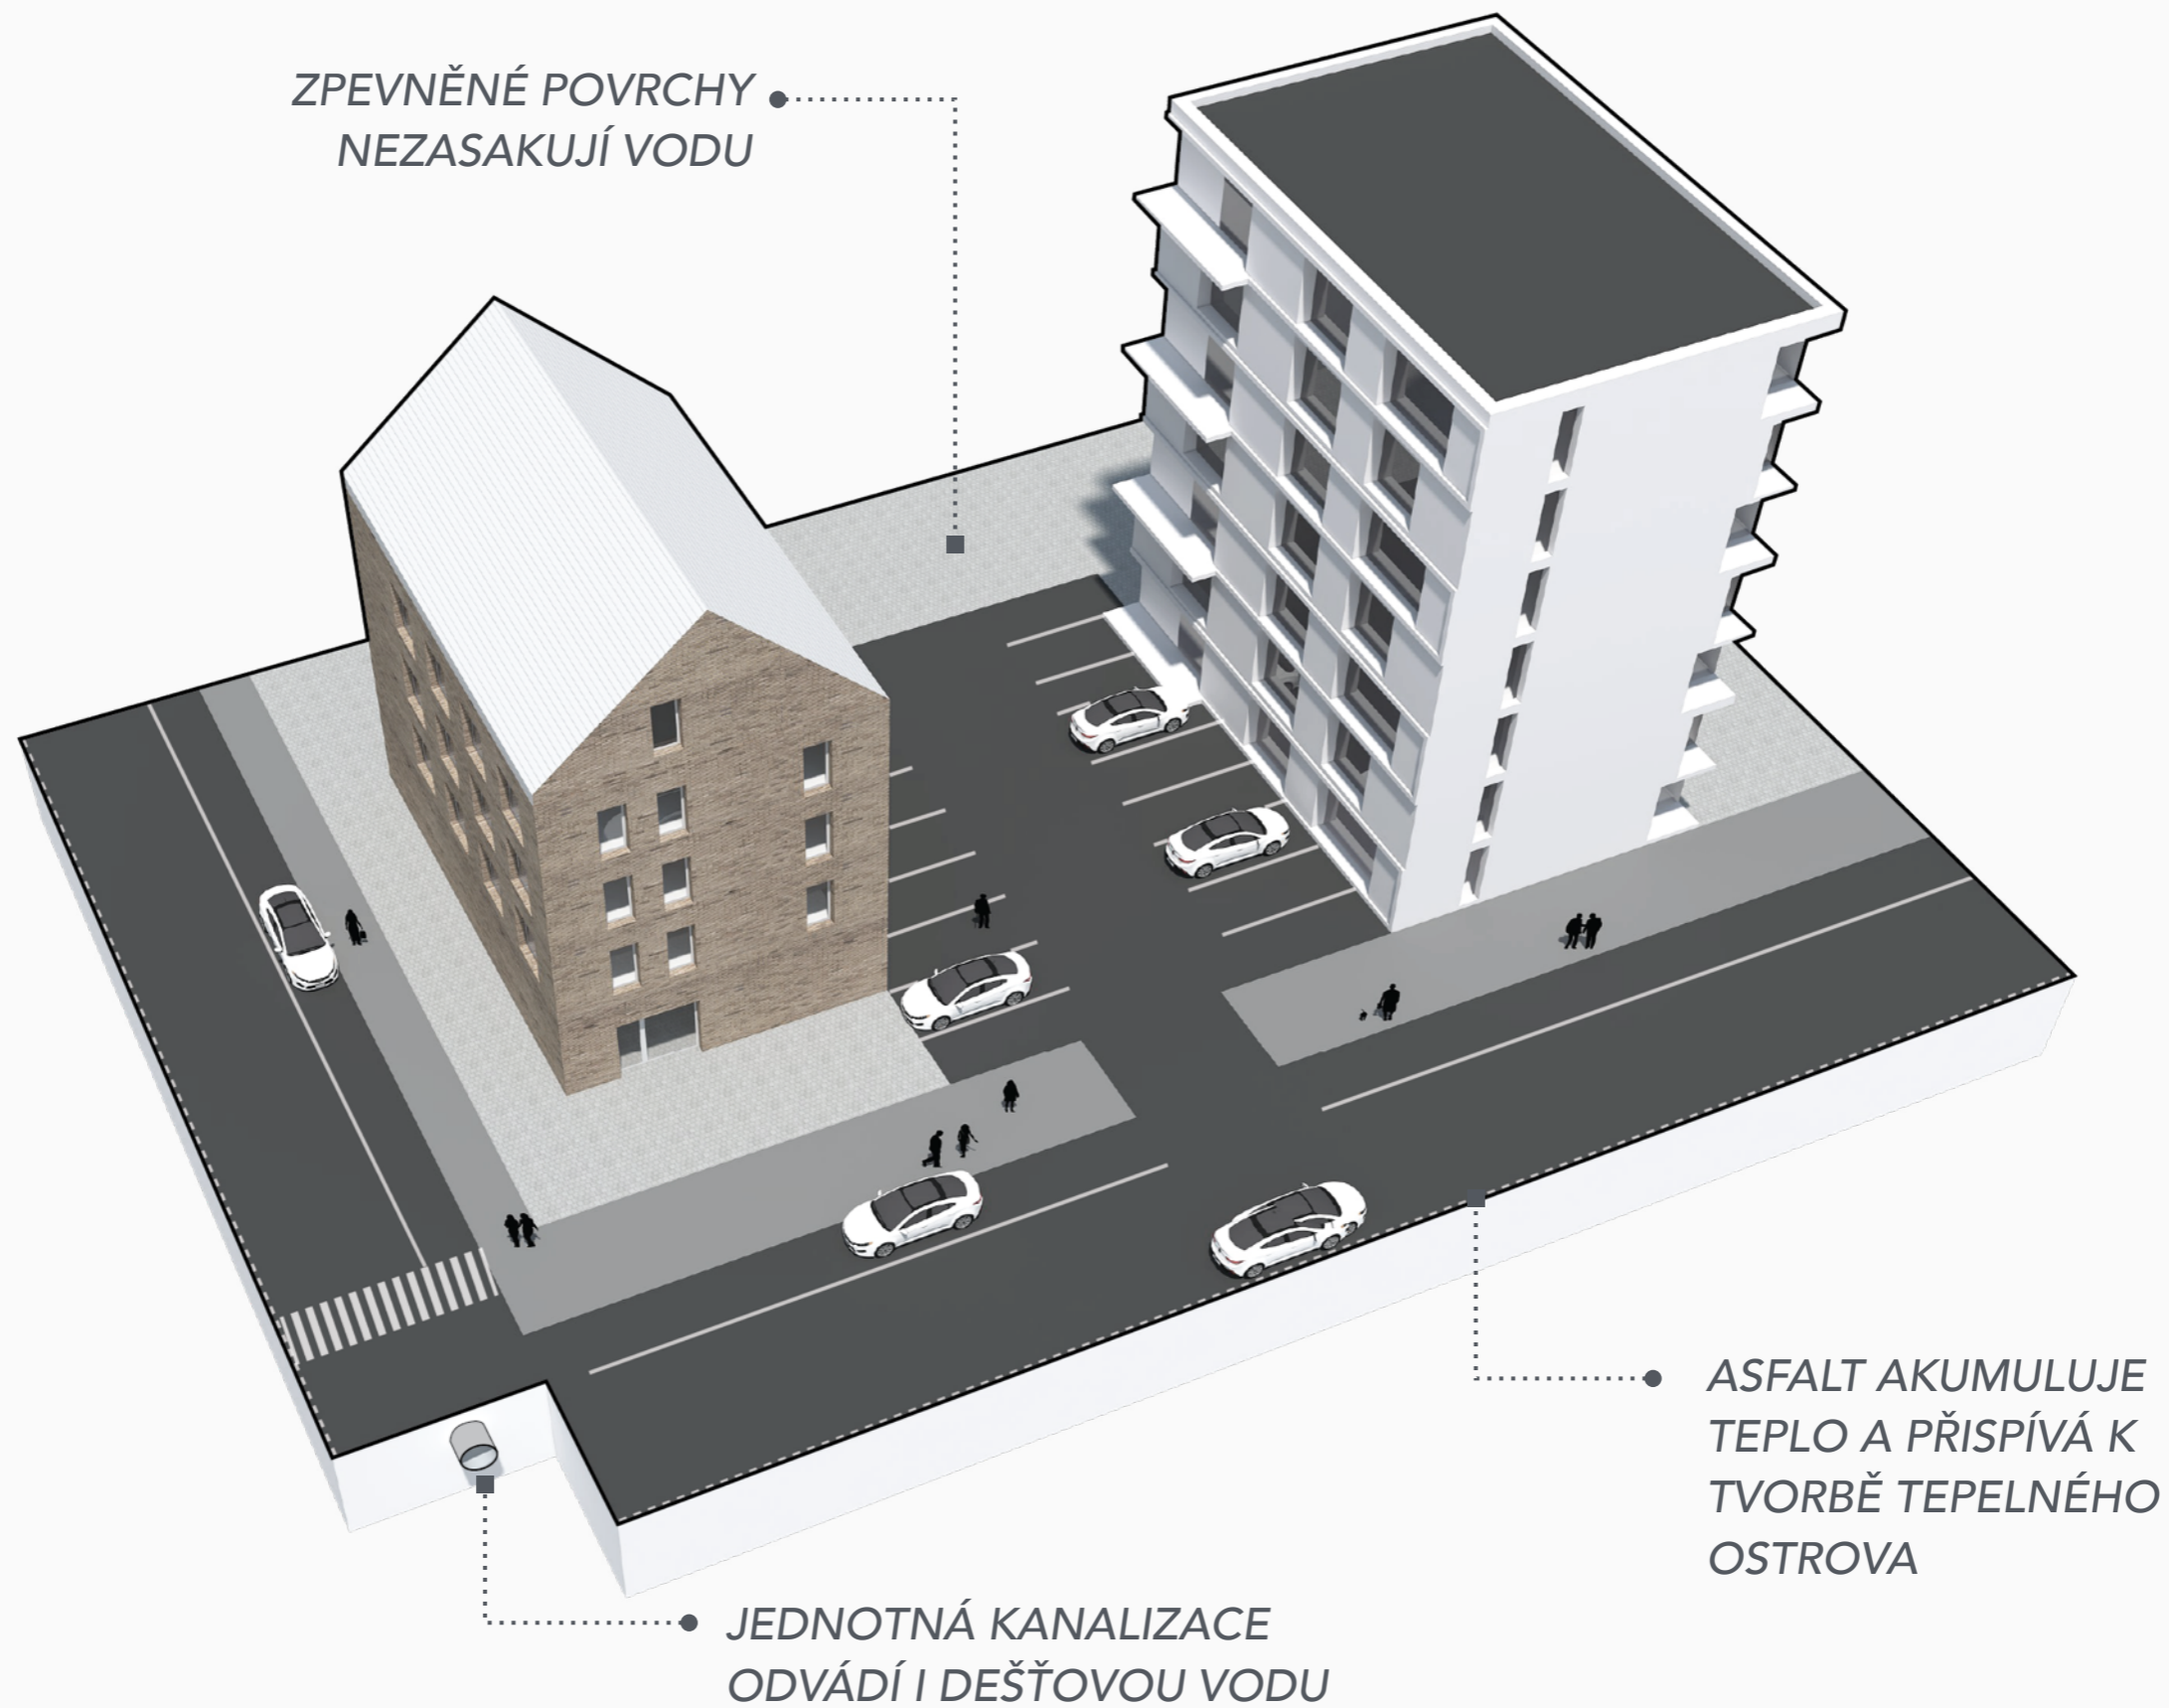 ZPEVNĚNÉ POVRCHY
NEZASAKUJÍ VODU
ASFALT AKUMULUJE
TEPLO A PŘISPÍVÁ K
TVORBĚ TEPELNÉHO
OSTROVA
JEDNOTNÁ KANALIZACE
ODVÁDÍ I DEŠŤOVOU VODU